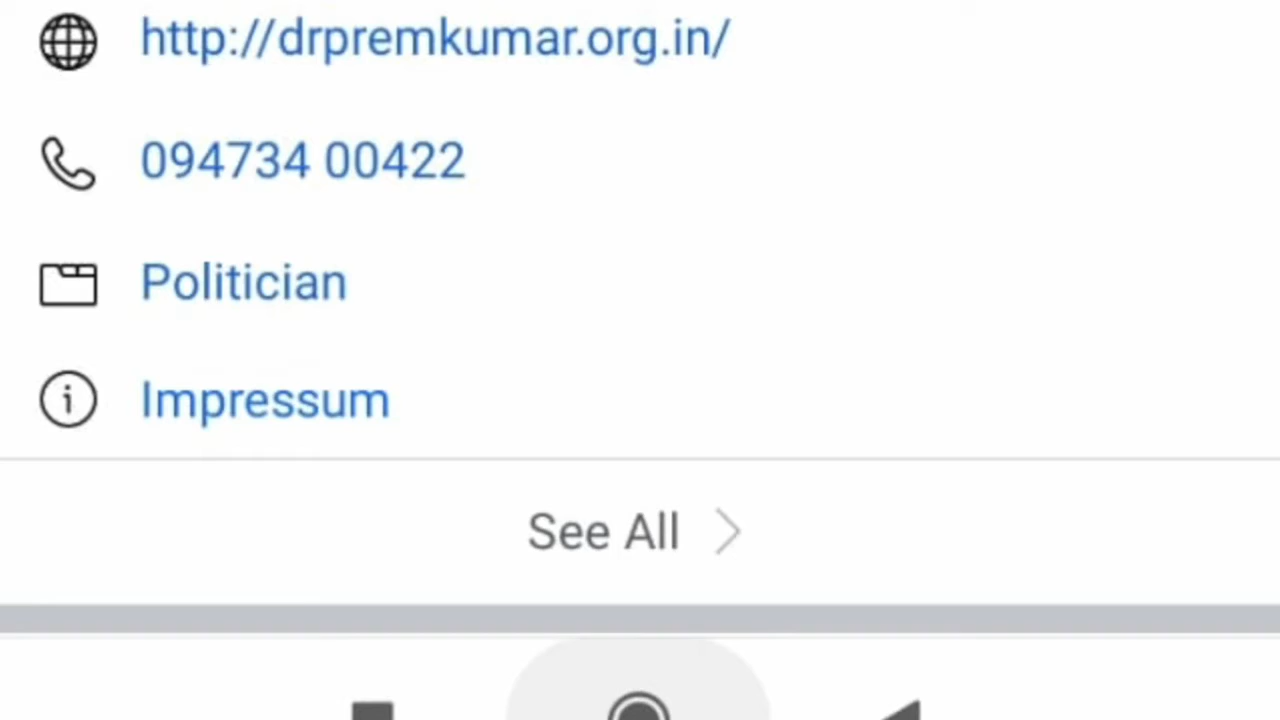 http://drpremkumar.org.in/
094734 00422
Politician
Impressum
See All